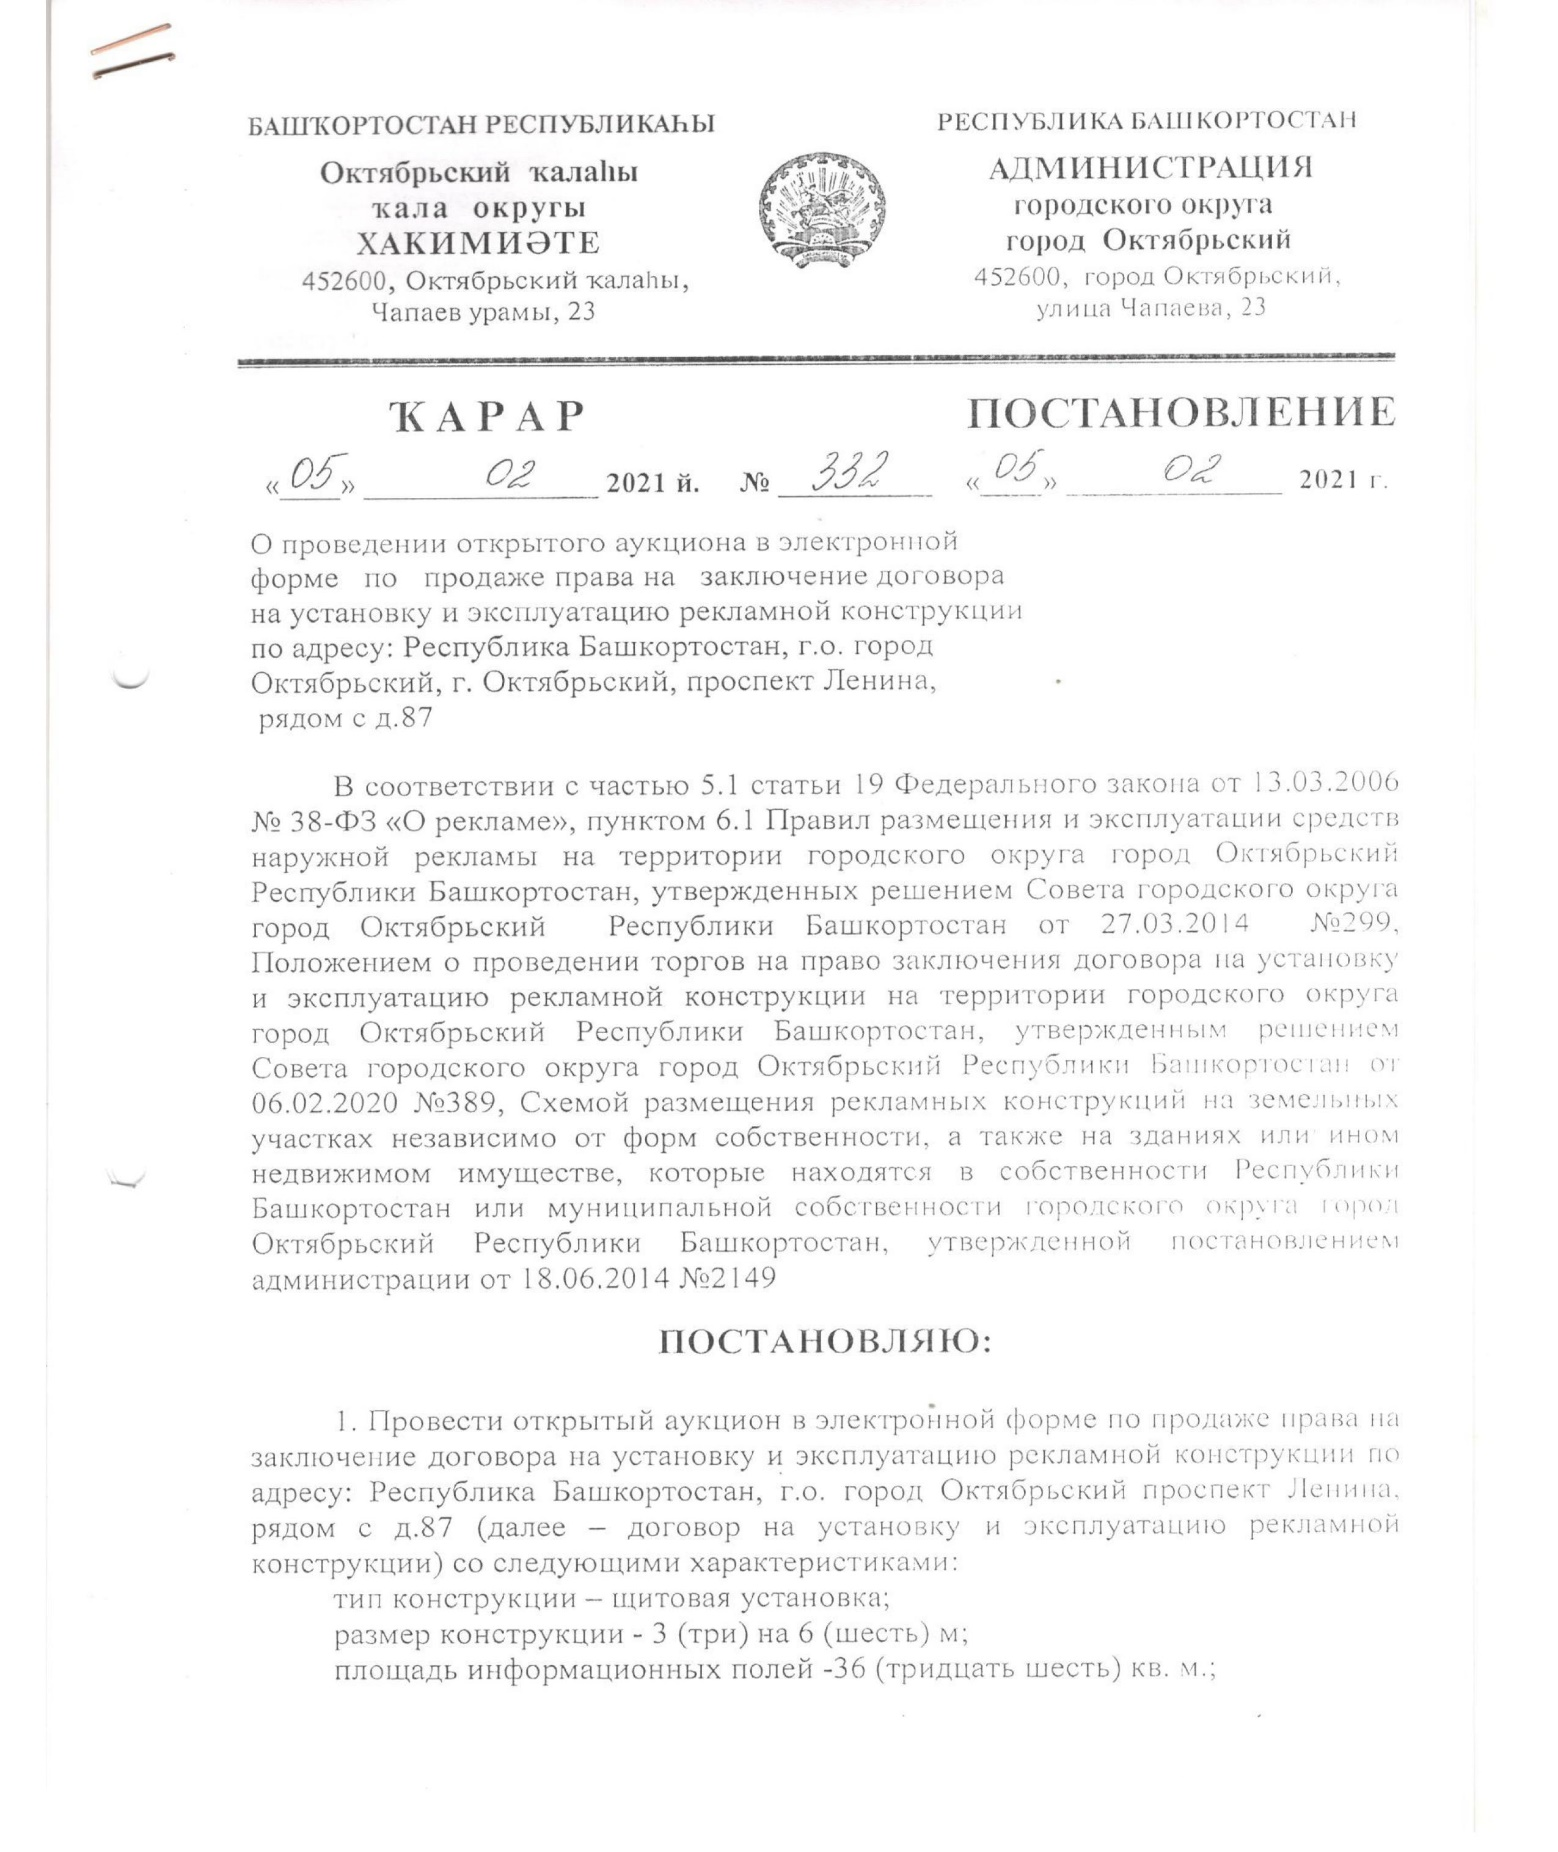 БАШҠОРТОСТАН РЕСПУБЛИКАҺЫ
Октябрьский ҡалаһы
ҡала округы
ХАКИМИӘТЕ
452600, Октябрьский ҡалаһы,
Чапаев урамы, 23
РЕСПУБЛИКА БАШКОРТОСТАН
АДМИНИСТРАЦИЯ
городского округа
город Октябрьский
452600, город Октябрьский,
улица Чапаева, 23
ҠАРАР
ПОСТАНОВЛЕНИЕ
«05» 02 2021 й. № 332 «05» 02 2021 г.
О проведении открытого аукциона в электронной
форме по продаже права на заключение договора
на установку и эксплуатацию рекламной конструкции
по адресу: Республика Башкортостан, г.о. город
Октябрьский, г. Октябрьский, проспект Ленина,
рядом с д.87
В соответствии с частью 5.1 статьи 19 Федерального закона от 13.03.2006
№ 38-ФЗ «О рекламе», пунктом 6.1 Правил размещения и эксплуатации средств
наружной рекламы на территории городского округа город Октябрьский
Республики Башкортостан, утвержденных решением Совета городского округа
город Октябрьский Республики Башкортостан от 27.03.2014 №299,
Положением о проведении торгов на право заключения договора на установку
и эксплуатацию рекламной конструкции на территории городского округа
город Октябрьский Республики Башкортостан, утвержденным решением
Совета городского округа город Октябрьский Республики Башкортостан от
06.02.2020 №389, Схемой размещения рекламных конструкций на земельных
участках независимо от форм собственности, а также на зданиях или ином
недвижимом имуществе, которые находятся в собственности Республики
Башкортостан или муниципальной собственности городского округа город
Октябрьский Республики Башкортостан, утвержденной постановлением
администрации от 18.06.2014 №2149
ПОСТАНОВЛЯЮ:
1. Провести открытый аукцион в электронной форме по продаже права на
заключение договора на установку и эксплуатацию рекламной конструкции по
адресу: Республика Башкортостан, г.о. город Октябрьский проспект Ленина,
рядом с д.87 (далее – договор на установку и эксплуатацию рекламной
конструкции) со следующими характеристиками:
тип конструкции – щитовая установка;
размер конструкции - 3 (три) на 6 (шесть) м;
площадь информационных полей -36 (тридцать шесть) кв. м.;